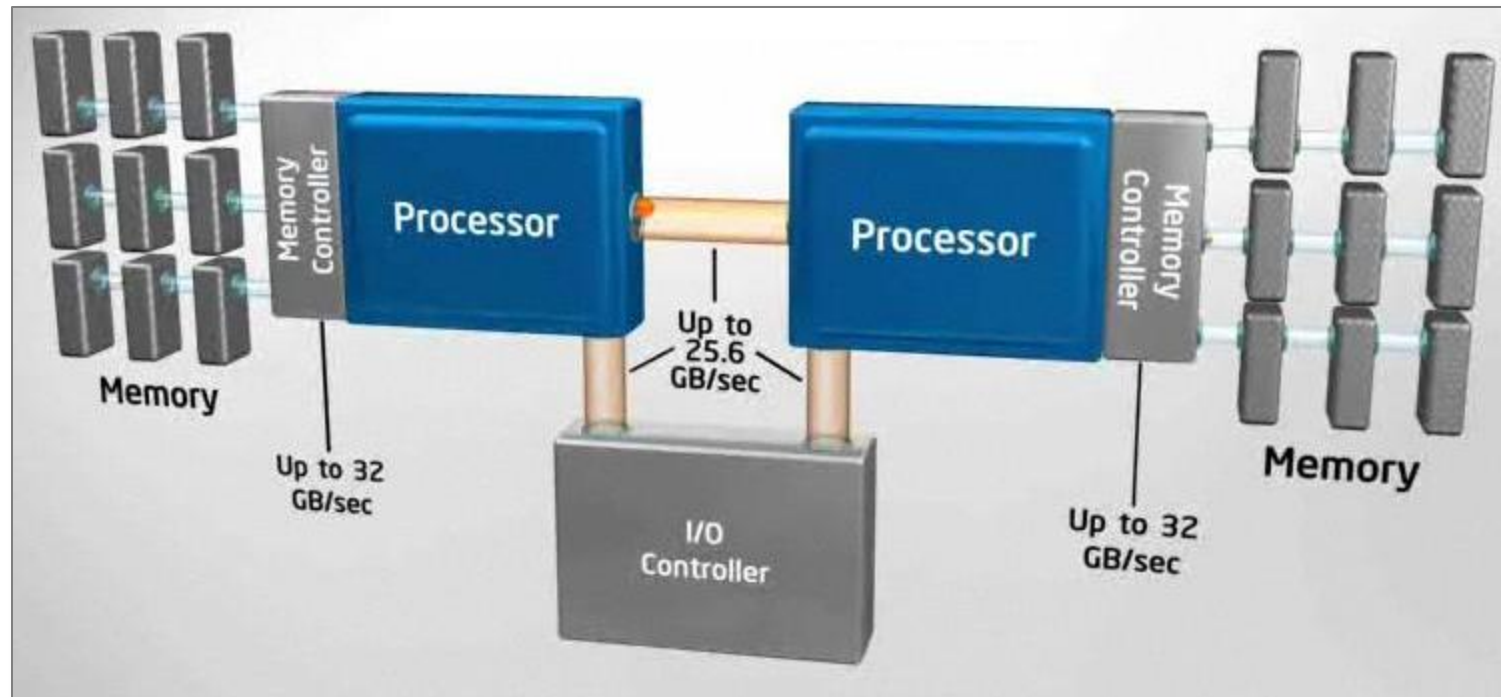 Memory
Controller
Processor
Processor
Memory
Controller
Up to
25.6
GB/sec
Memory
Up to 32
GB/sec
I/O
Controller
Memory
Up to 32
GB/sec